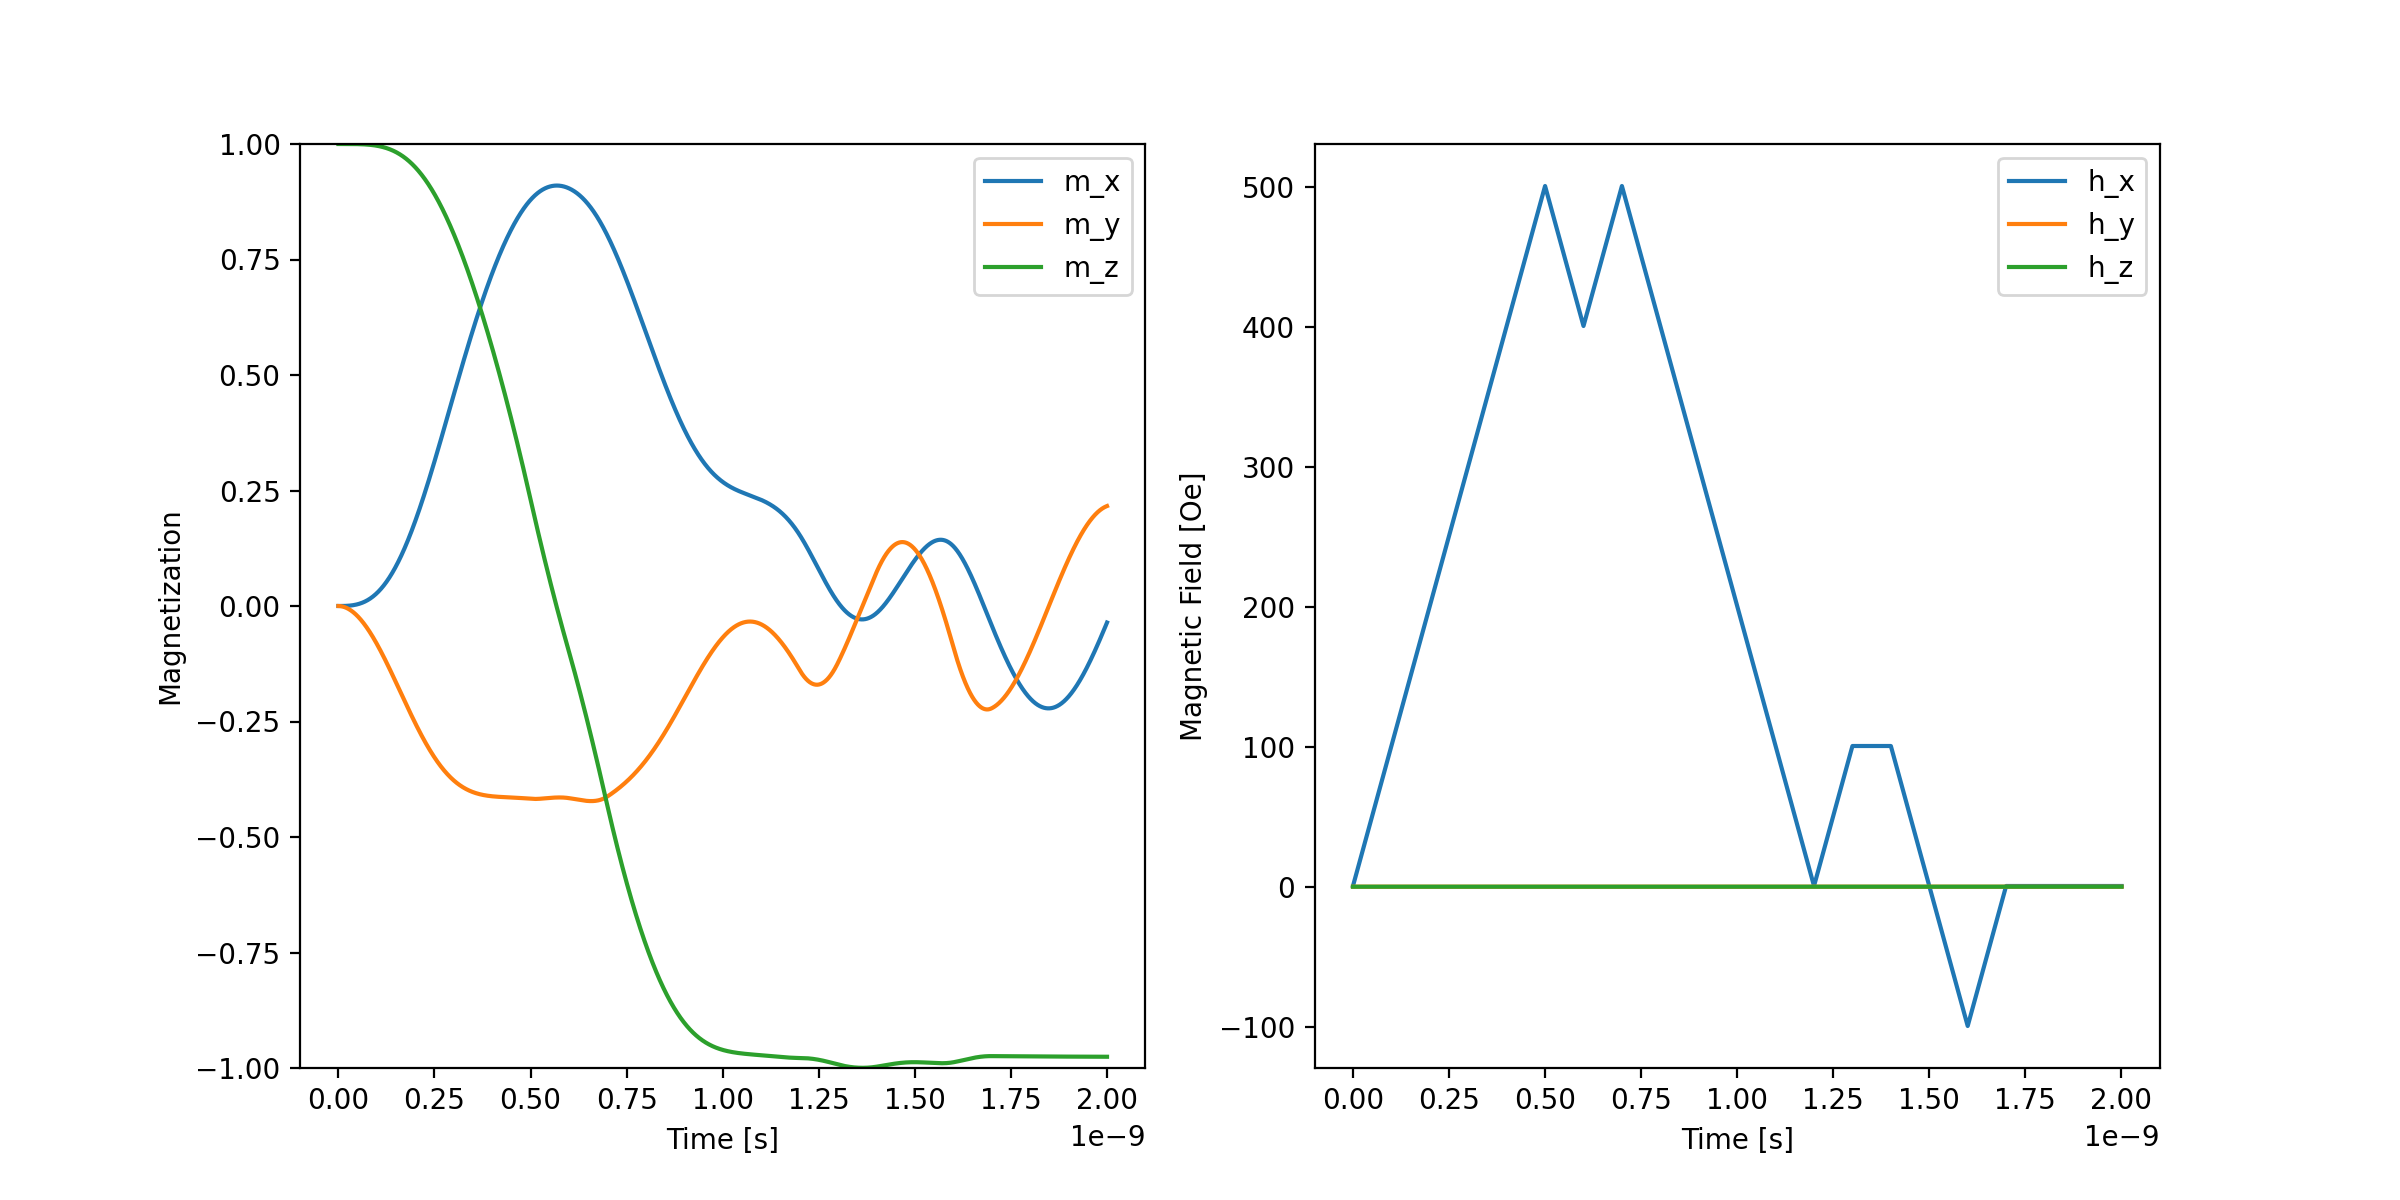 Magnetization
1.00
0.75
0.50
0.25
0.00
−0.25
−0.50
−0.75
−1.00
m_x
m_y
m_z
0.00 0.25 0.50 0.75 1.00 1.25 1.50 1.75 2.00
Time [s]
1e−9
Magnetic Field [Oe]
500
400
300
200
100
0
−100
h_x
h_y
h_z
0.00 0.25 0.50 0.75 1.00 1.25 1.50 1.75 2.00
Time [s]
1e−9